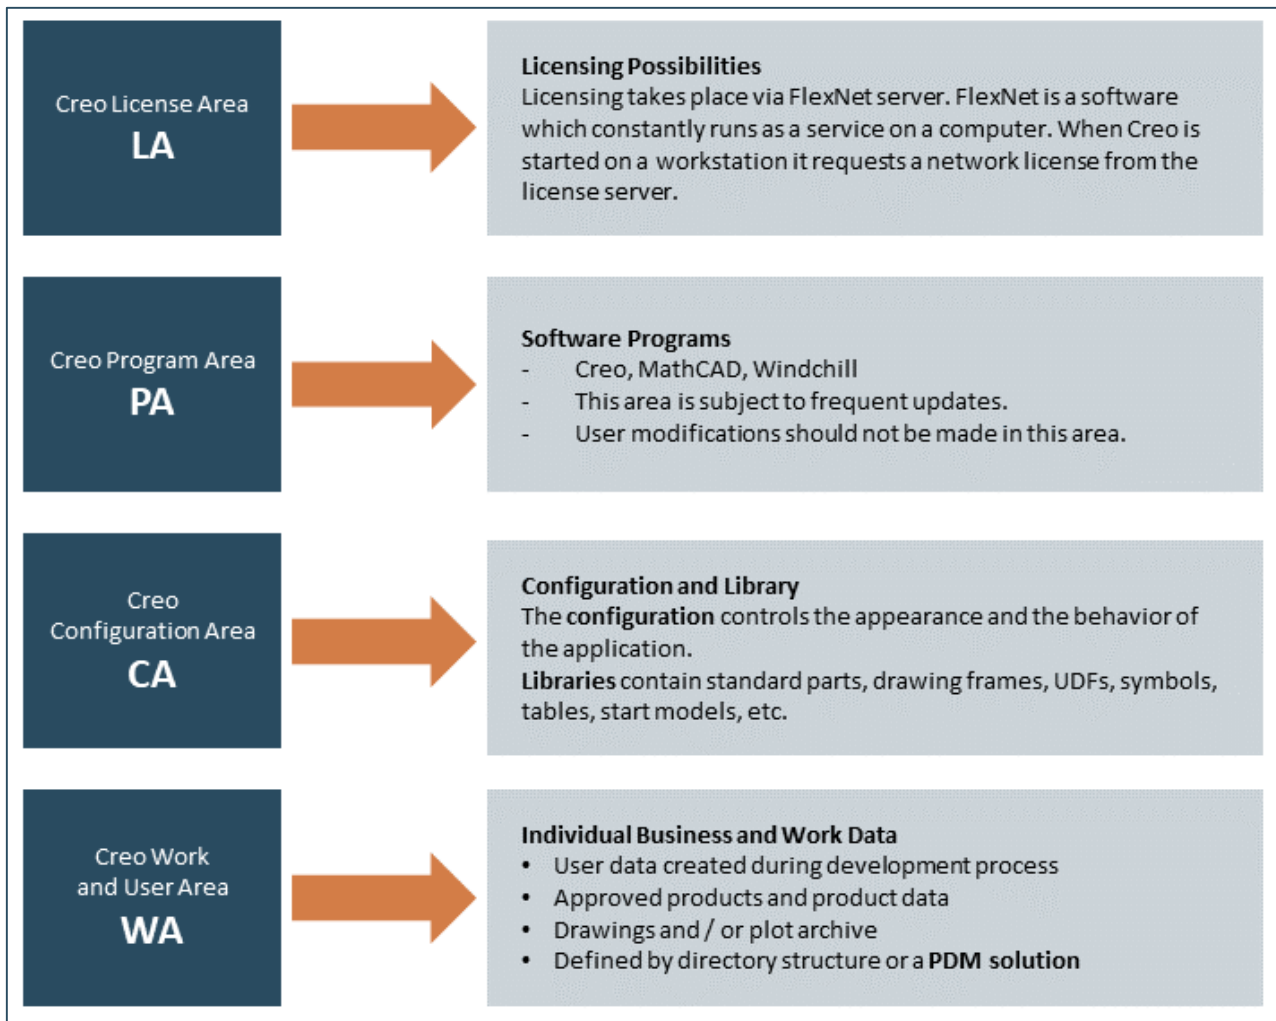 Creo License Area
LA
Licensing Possibilities
Licensing takes place via FlexNet server. FlexNet is a software
which constantly runs as a service on a computer. When Creo is
started on a workstation it requests a network license from the
license server.
Creo Program Area
PA
Software Programs
- Creo, MathCAD, Windchill
- This area is subject to frequent updates.
- User modifications should not be made in this area.
Creo
Configuration Area
CA
Configuration and Library
The configuration controls the appearance and the behavior of
the application.
Libraries contain standard parts, drawing frames, UDFs, symbols,
tables, start models, etc.
Creo Work
and User Area
WA
Individual Business and Work Data
• User data created during development process
• Approved products and product data
• Drawings and / or plot archive
• Defined by directory structure or a PDM solution